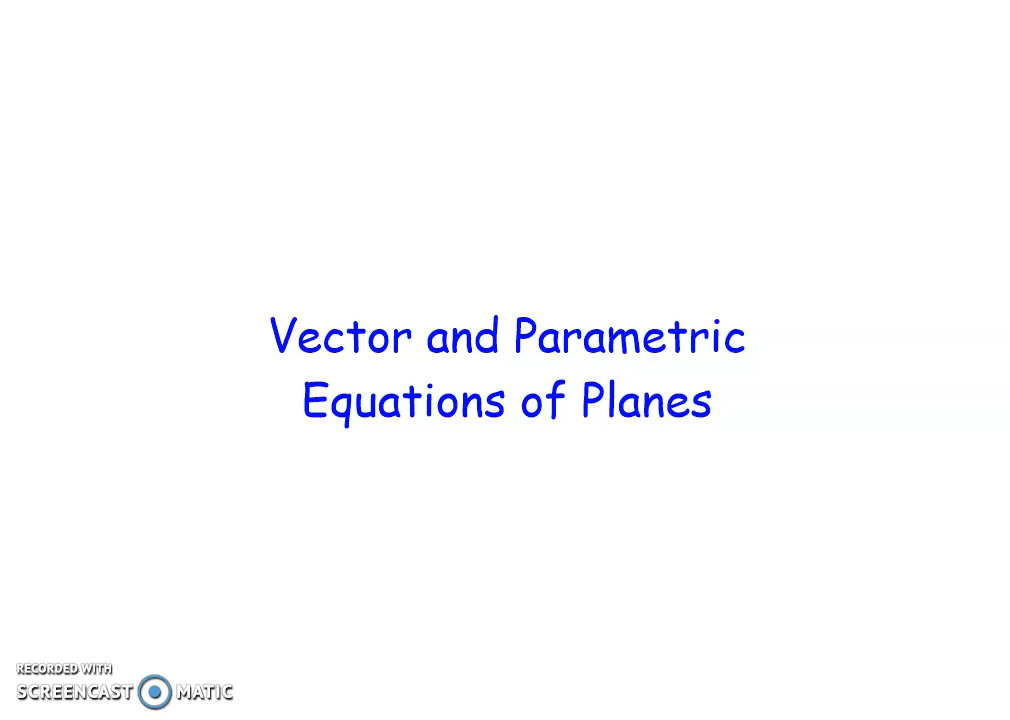 Vector and Parametric
Equations of Planes
RECORDED WITH
SCREENCAST MATIC